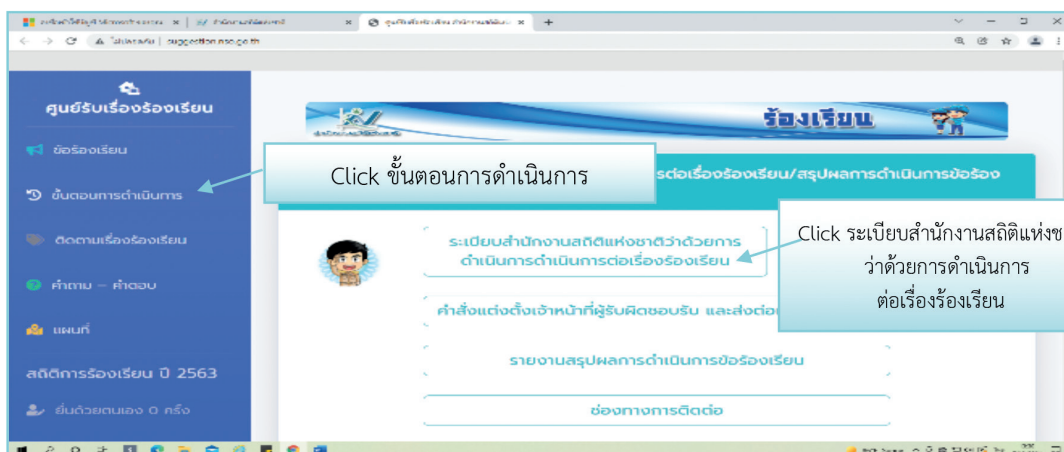 suggestion.nso.go.th
ศูนย์รับเรื่องร้องเรียน
ข้อร้องเรียน
ขั้นตอนการดำเนินการ
ติดตามเรื่องร้องเรียน
คำถาม – คำตอบ
แผนที่
สถิติการร้องเรียน ปี 2563
ยื่นด้วยตนเอง 0 ครั้ง
ร้องเรียน
Click ขั้นตอนการดำเนินการ
รต่อเรื่องร้องเรียน/สรุปผลการดำเนินการข้อร้อง
ระเบียบสำนักงานสถิติแห่งชาติว่าด้วยการ
ดำเนินการดำเนินการต่อเรื่องร้องเรียน
Click ระเบียบสำนักงานสถิติแห่งช
ว่าด้วยการดำเนินการ
ต่อเรื่องร้องเรียน
คำสั่งแต่งตั้งเจ้าหน้าที่ผู้รับผิดชอบรับ และส่งต่อ
รายงานสรุปผลการดำเนินการข้อร้องเรียน
ช่องทางการติดต่อ